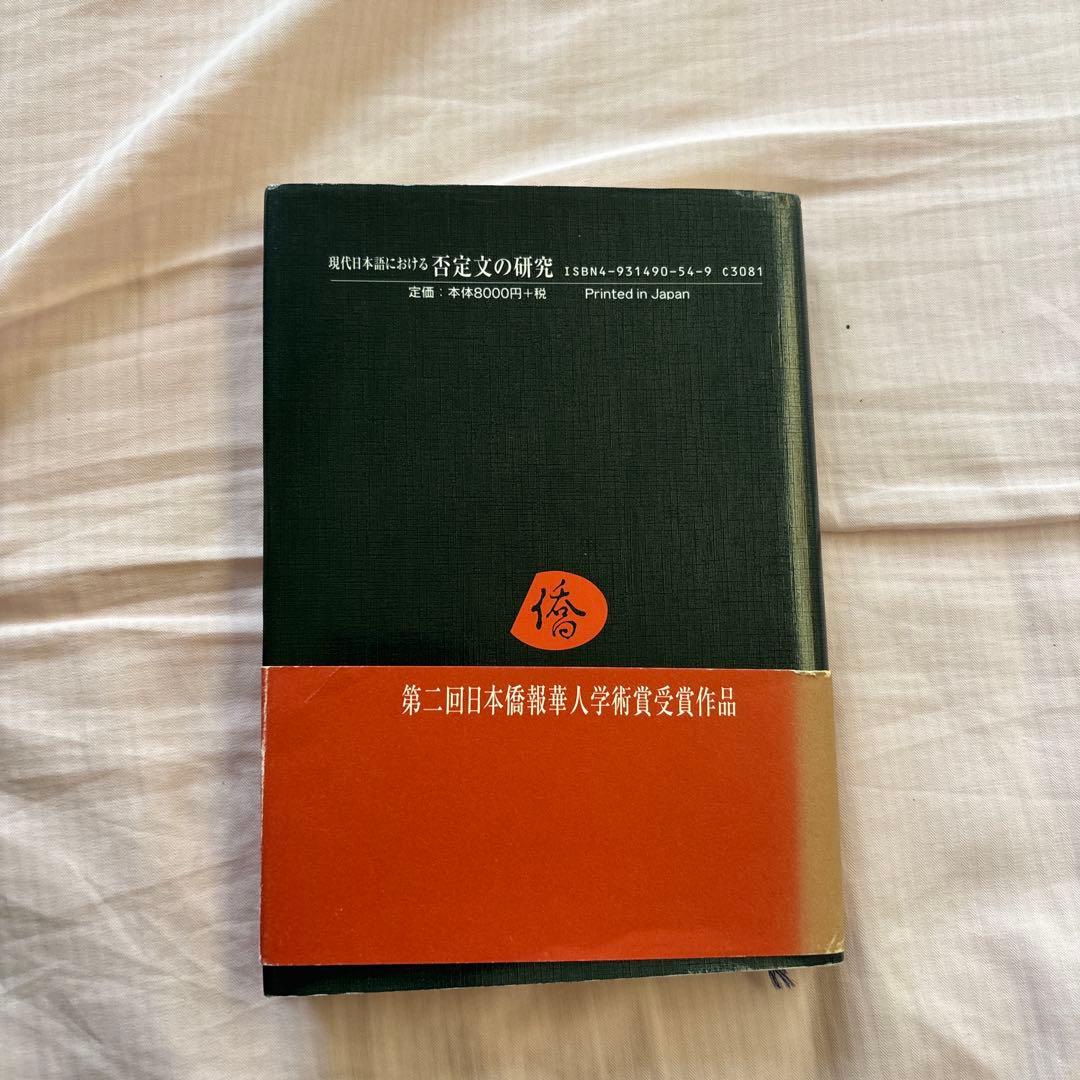 現代日本語における 否定文の研究 ISBN4-931490-54-9 C3081
定価：本体8000円+税 Printed in Japan
僑
第二回日本僑報華人学術賞受賞作品